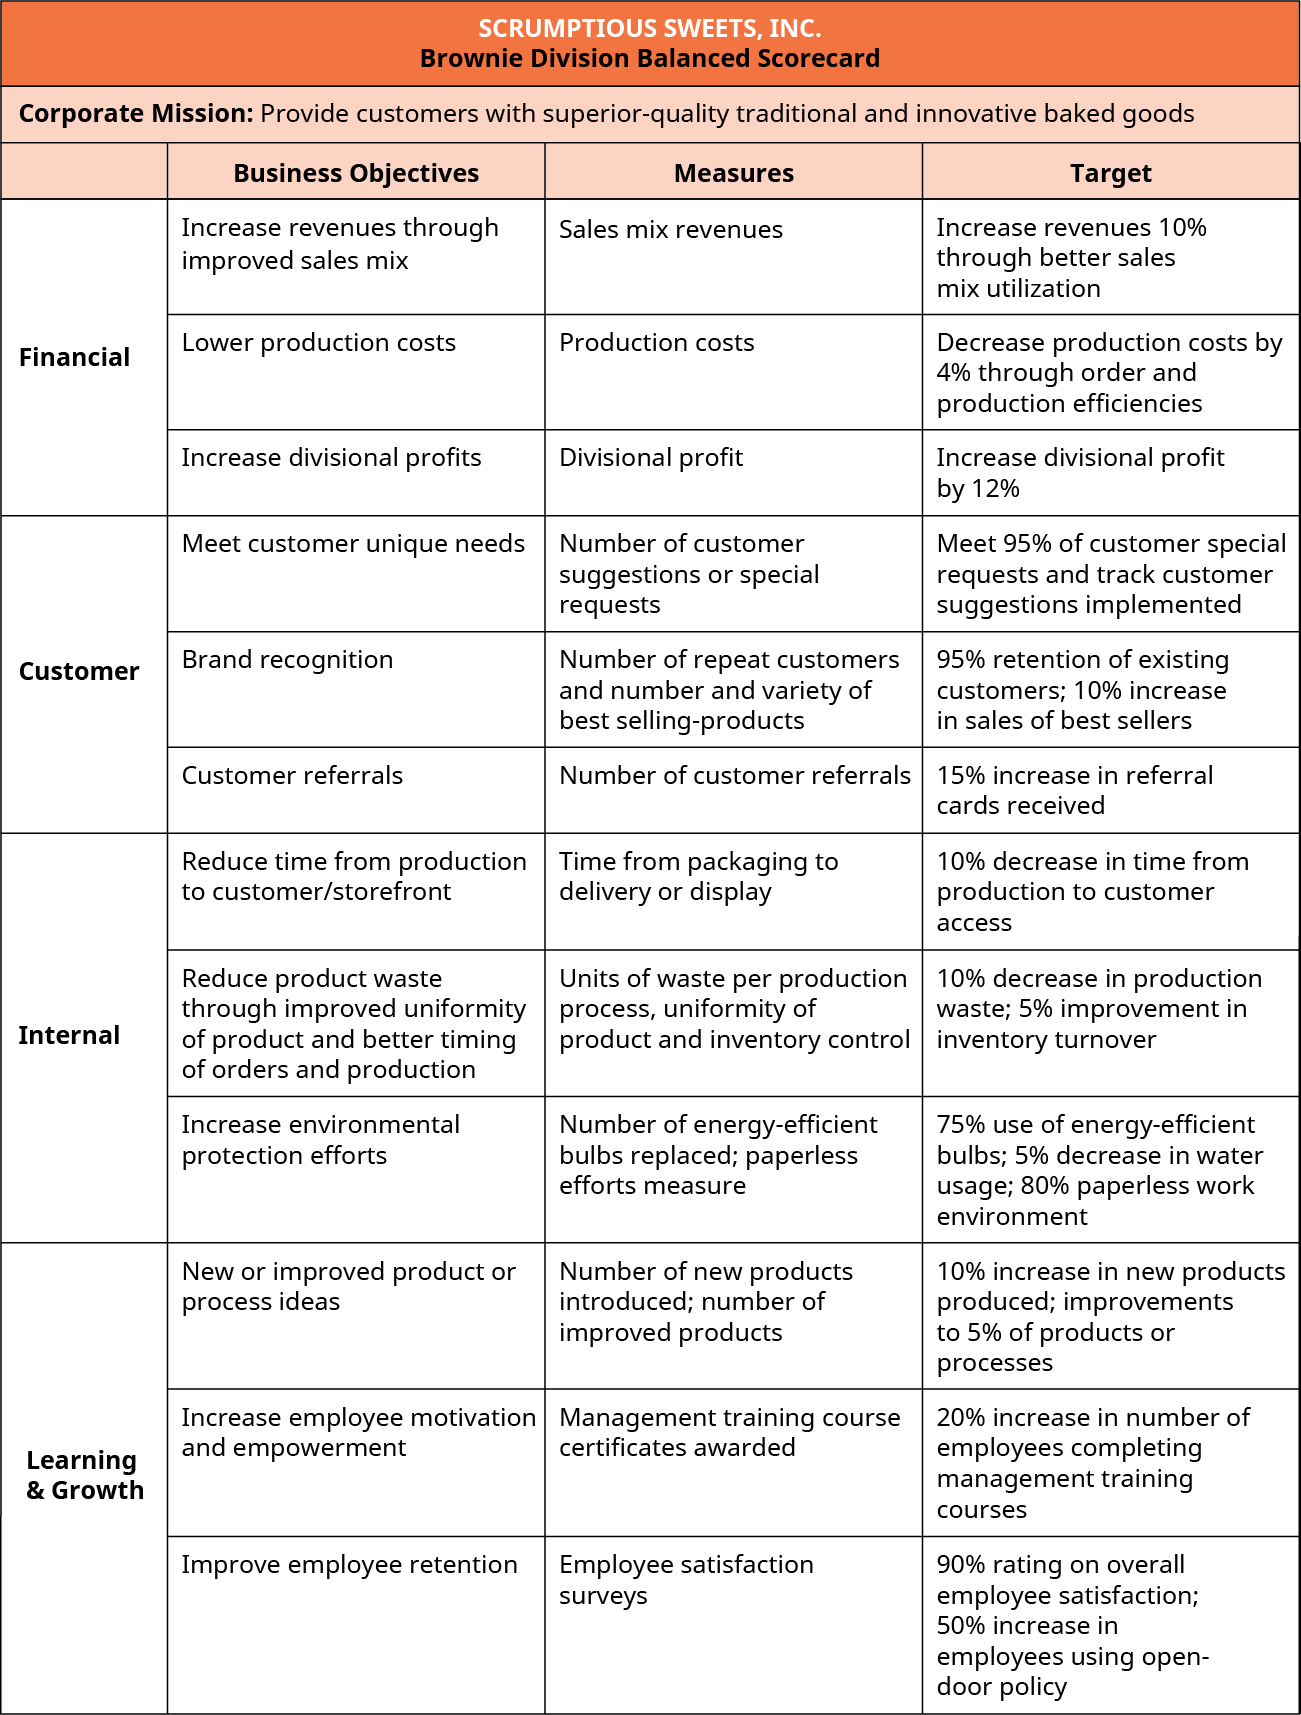 SCRUMPTIOUS SWEETS, INC.
Brownie Division Balanced Scorecard
Corporate Mission: Provide customers with superior-quality traditional and innovative baked goods
Business Objectives
Measures
Target
Financial
Increase revenues through
improved sales mix
Sales mix revenues
Increase revenues 10%
through better sales
mix utilization
Lower production costs
Production costs
Decrease production costs by
4% through order and
production efficiencies
Increase divisional profits
Divisional profit
Increase divisional profit
by 12%
Customer
Meet customer unique needs
Number of customer
suggestions or special
requests
Meet 95% of customer special
requests and track customer
suggestions implemented
Brand recognition
Number of repeat customers
and number and variety of
best selling-products
95% retention of existing
customers; 10% increase
in sales of best sellers
Customer referrals
Number of customer referrals
15% increase in referral
cards received
Internal
Reduce time from production
to customer/storefront
Time from packaging to
delivery or display
10% decrease in time from
production to customer
access
Reduce product waste
through improved uniformity
of product and better timing
of orders and production
Units of waste per production
process, uniformity of
product and inventory control
10% decrease in production
waste; 5% improvement in
inventory turnover
Increase environmental
protection efforts
Number of energy-efficient
bulbs replaced; paperless
efforts measure
75% use of energy-efficient
bulbs; 5% decrease in water
usage; 80% paperless work
environment
Learning
& Growth
New or improved product or
process ideas
Number of new products
introduced; number of
improved products
10% increase in new products
produced; improvements
to 5% of products or
processes
Increase employee motivation
and empowerment
Management training course
certificates awarded
20% increase in number of
employees completing
management training
courses
Improve employee retention
Employee satisfaction
surveys
90% rating on overall
employee satisfaction;
50% increase in
employees using open-
door policy